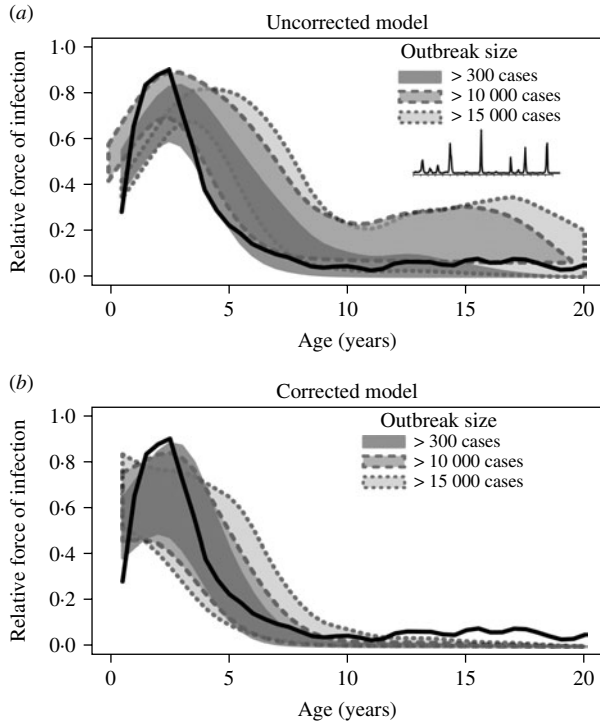 (a)
Uncorrected model
1·0
0·8
0·6
0·4
0·2
0·0
Relative force of infection
Outbreak size
> 300 cases
> 10 000 cases
> 15 000 cases
0 5 10 15 20
Age (years)
(b)
Corrected model
1·0
0·8
0·6
0·4
0·2
0·0
Relative force of infection
Outbreak size
> 300 cases
> 10 000 cases
> 15 000 cases
0 5 10 15 20
Age (years)